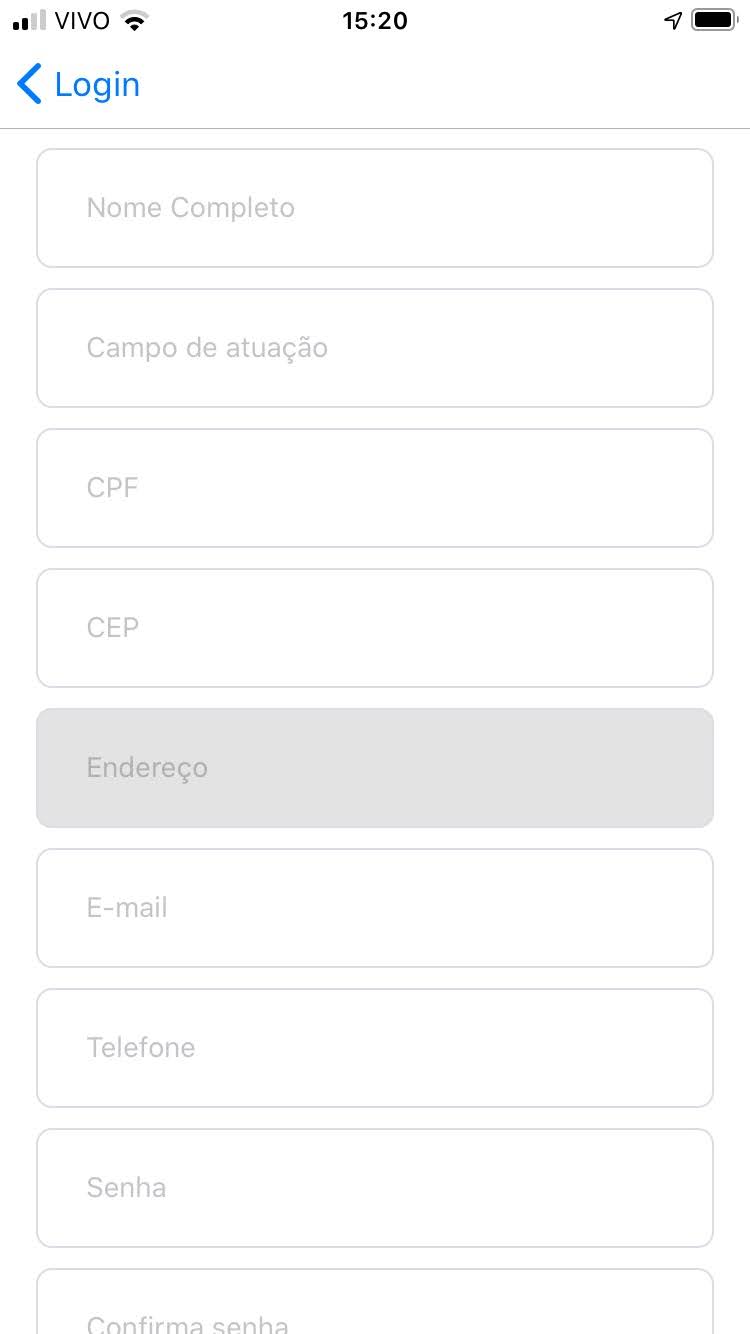 VIVO 15:20
Login
Nome Completo
Campo de atuação
CPF
CEP
Endereço
E-mail
Telefone
Senha
Confirma senha